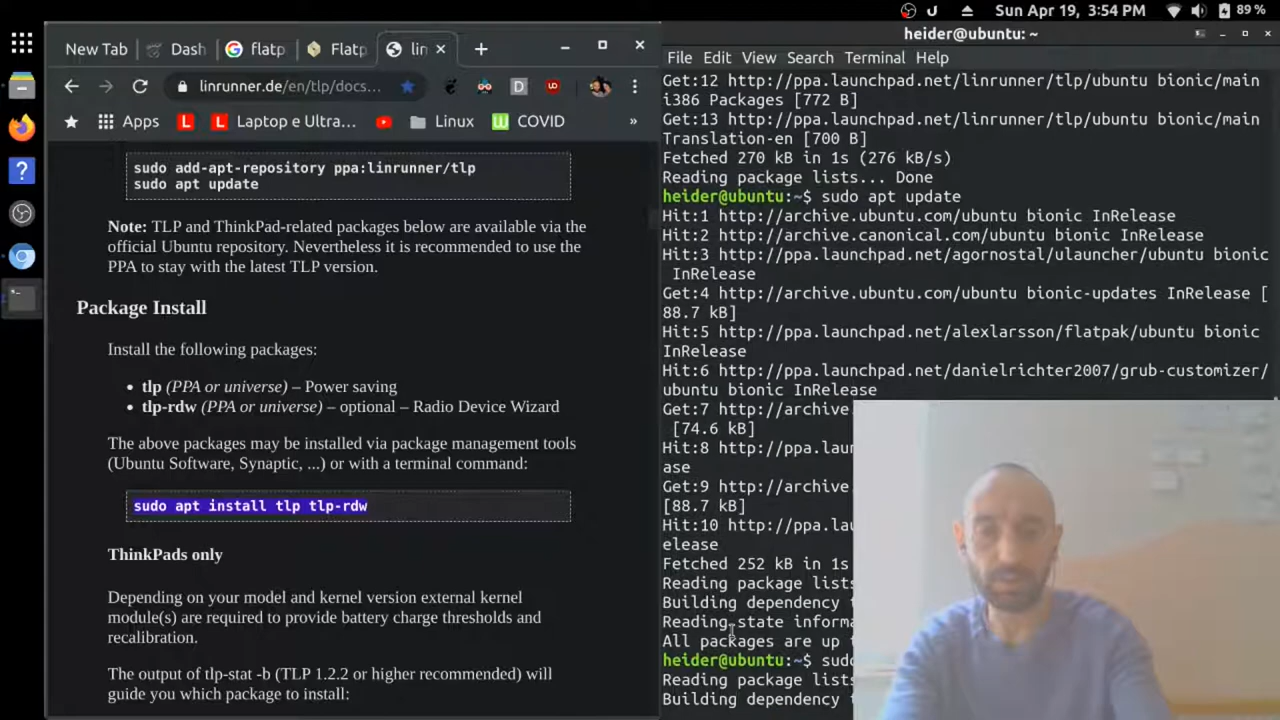 Sun Apr 19, 3:54 PM
89 %
New Tab
Dash
flatp
Flatp
lin
heider@ubuntu: ~
linrunner.de/en/tlp/docs...
Apps
Laptop e Ultra...
Linux
COVID
»
sudo add-apt-repository ppa:linrunner/tlp
sudo apt update
Note: TLP and ThinkPad-related packages below are available via the
official Ubuntu repository. Nevertheless it is recommended to use the
PPA to stay with the latest TLP version.
Package Install
Install the following packages:
• tlp (PPA or universe) – Power saving
• tlp-rdw (PPA or universe) – optional – Radio Device Wizard
The above packages may be installed via package management tools
(Ubuntu Software, Synaptic, ...) or with a terminal command:
sudo apt install tlp tlp-rdw
ThinkPads only
Depending on your model and kernel version external kernel
module(s) are required to provide battery charge thresholds and
recalibration.
The output of tlp-stat -b (TLP 1.2.2 or higher recommended) will
guide you which package to install:
File Edit View Search Terminal Help
Get:12 http://ppa.launchpad.net/linrunner/tlp/ubuntu bionic/main
i386 Packages [772 B]
Get:13 http://ppa.launchpad.net/linrunner/tlp/ubuntu bionic/main
Translation-en [700 B]
Fetched 270 kB in 1s (276 kB/s)
Reading package lists... Done
heider@ubuntu:~$ sudo apt update
Hit:1 http://archive.ubuntu.com/ubuntu bionic InRelease
Hit:2 http://archive.canonical.com/ubuntu bionic InRelease
Hit:3 http://ppa.launchpad.net/agornostal/ulauncher/ubuntu bionic
InRelease
Get:4 http://archive.ubuntu.com/ubuntu bionic-updates InRelease [
88.7 kB]
Hit:5 http://ppa.launchpad.net/alexlarsson/flatpak/ubuntu bionic
InRelease
Hit:6 http://ppa.launchpad.net/danielrichter2007/grub-customizer/
ubuntu bionic InRelease
Get:7 http://archive
[74.6 kB]
Hit:8 http://ppa.lau
ease
Get:9 http://archive.
[88.7 kB]
Hit:10 http://ppa.la
elease
Fetched 252 kB in 1s
Reading package lists
Building dependency
Reading state informa
All packages are up
heider@ubuntu:~$ sudo
Reading package lists
Building dependency